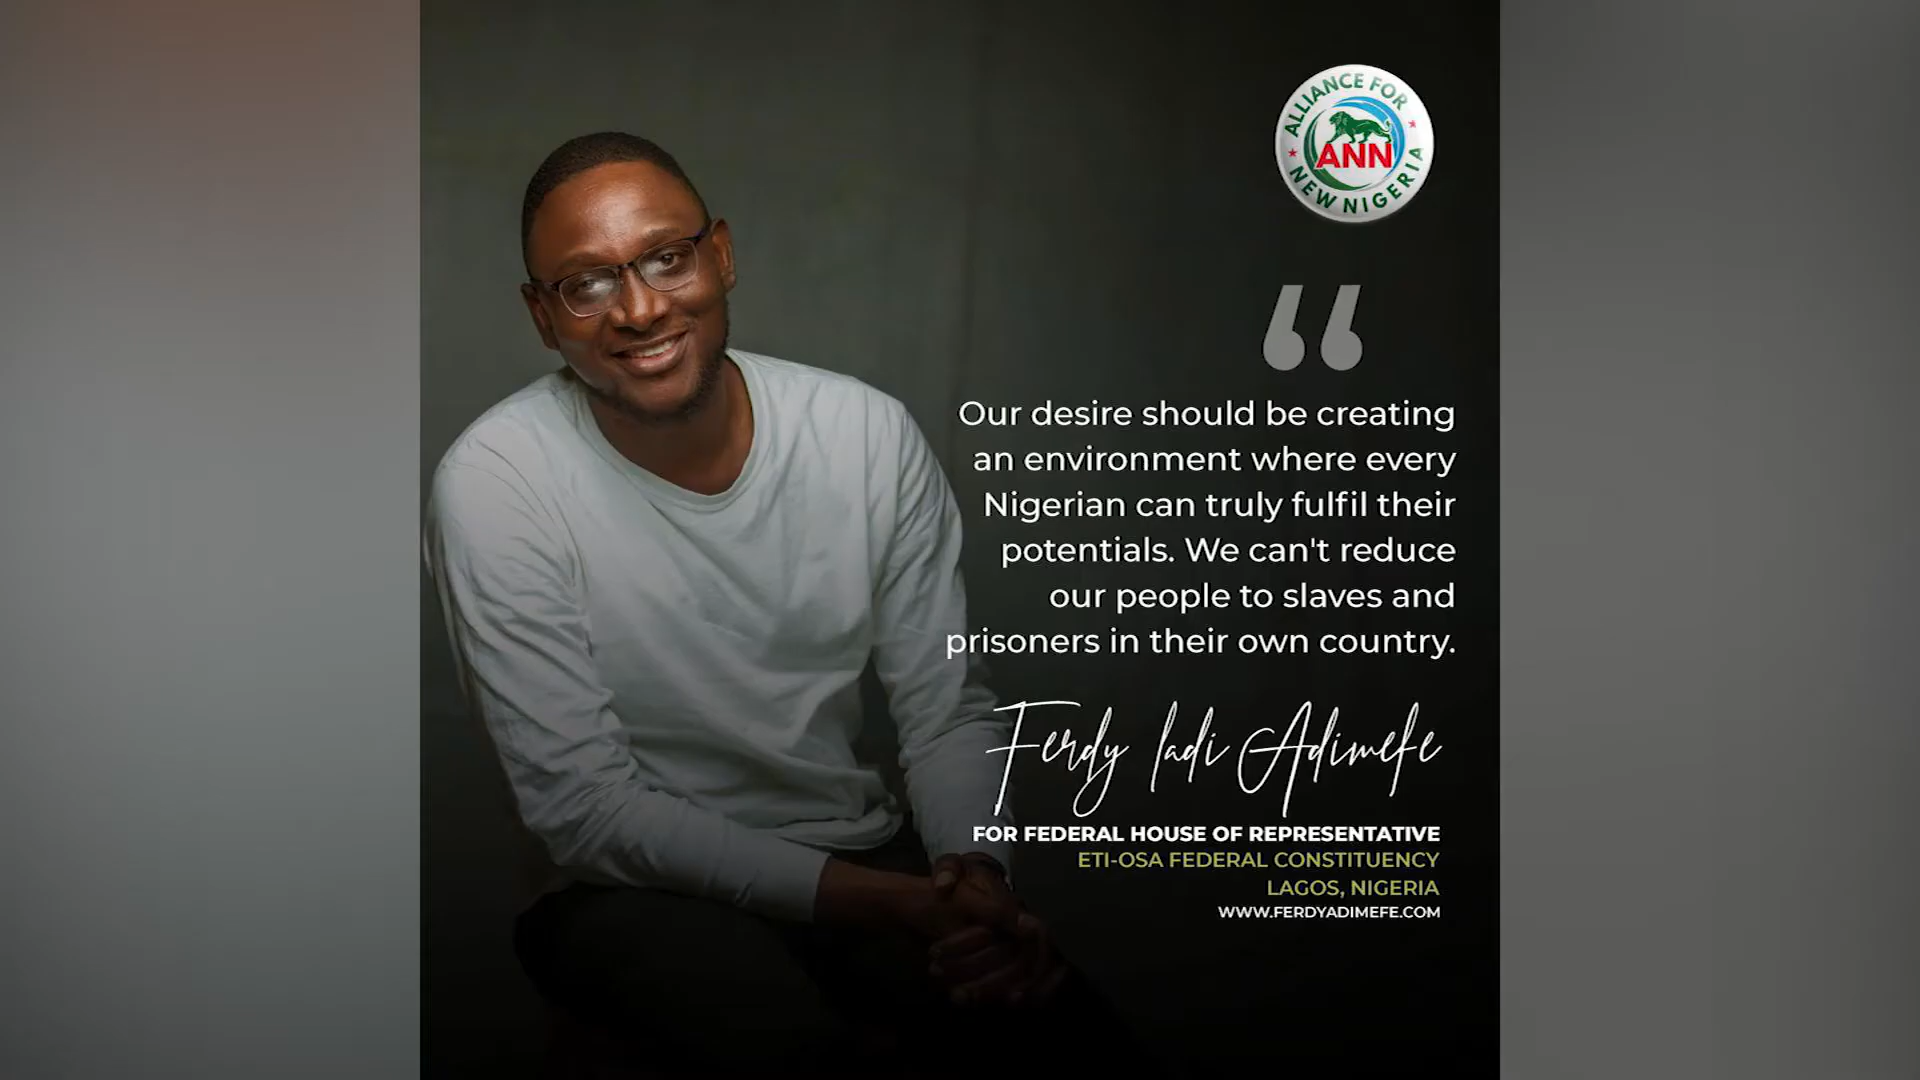 ALLIANCE FOR
ANN
NEW NIGERIA
“
Our desire should be creating
an environment where every
Nigerian can truly fulfil their
potentials. We can't reduce
our people to slaves and
prisoners in their own country.
Ferdy ladi Adimefe
FOR FEDERAL HOUSE OF REPRESENTATIVE
ETI-OSA FEDERAL CONSTITUENCY
LAGOS, NIGERIA
WWW.FERDYADIMEFE.COM